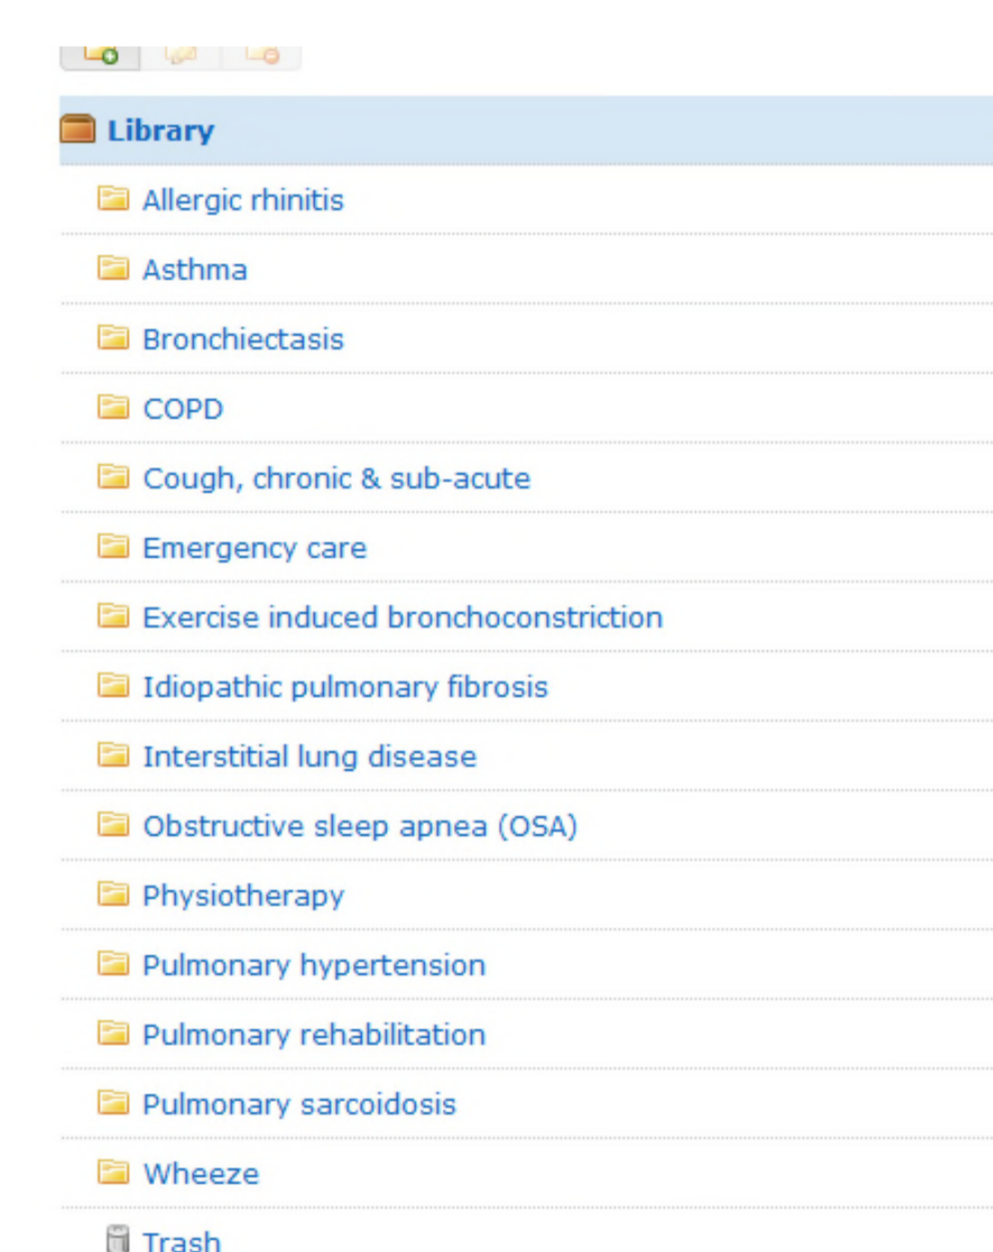 Library
Allergic rhinitis
Asthma
Bronchiectasis
COPD
Cough, chronic & sub-acute
Emergency care
Exercise induced bronchoconstriction
Idiopathic pulmonary fibrosis
Interstitial lung disease
Obstructive sleep apnea (OSA)
Physiotherapy
Pulmonary hypertension
Pulmonary rehabilitation
Pulmonary sarcoidosis
Wheeze
Trash